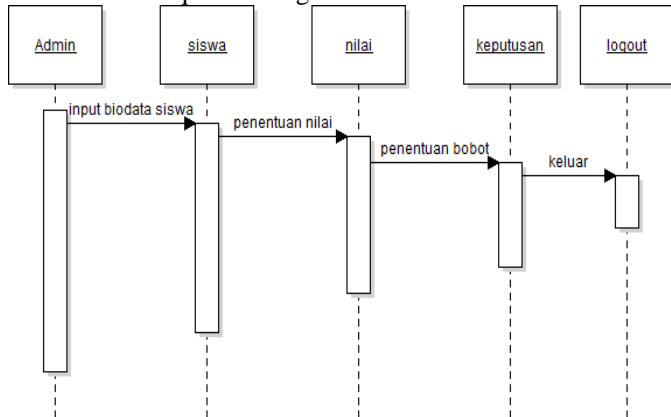 Admin
siswa
nilai
keputusan
logout
input biodata siswa
penentuan nilai
penentuan bobot
keluar